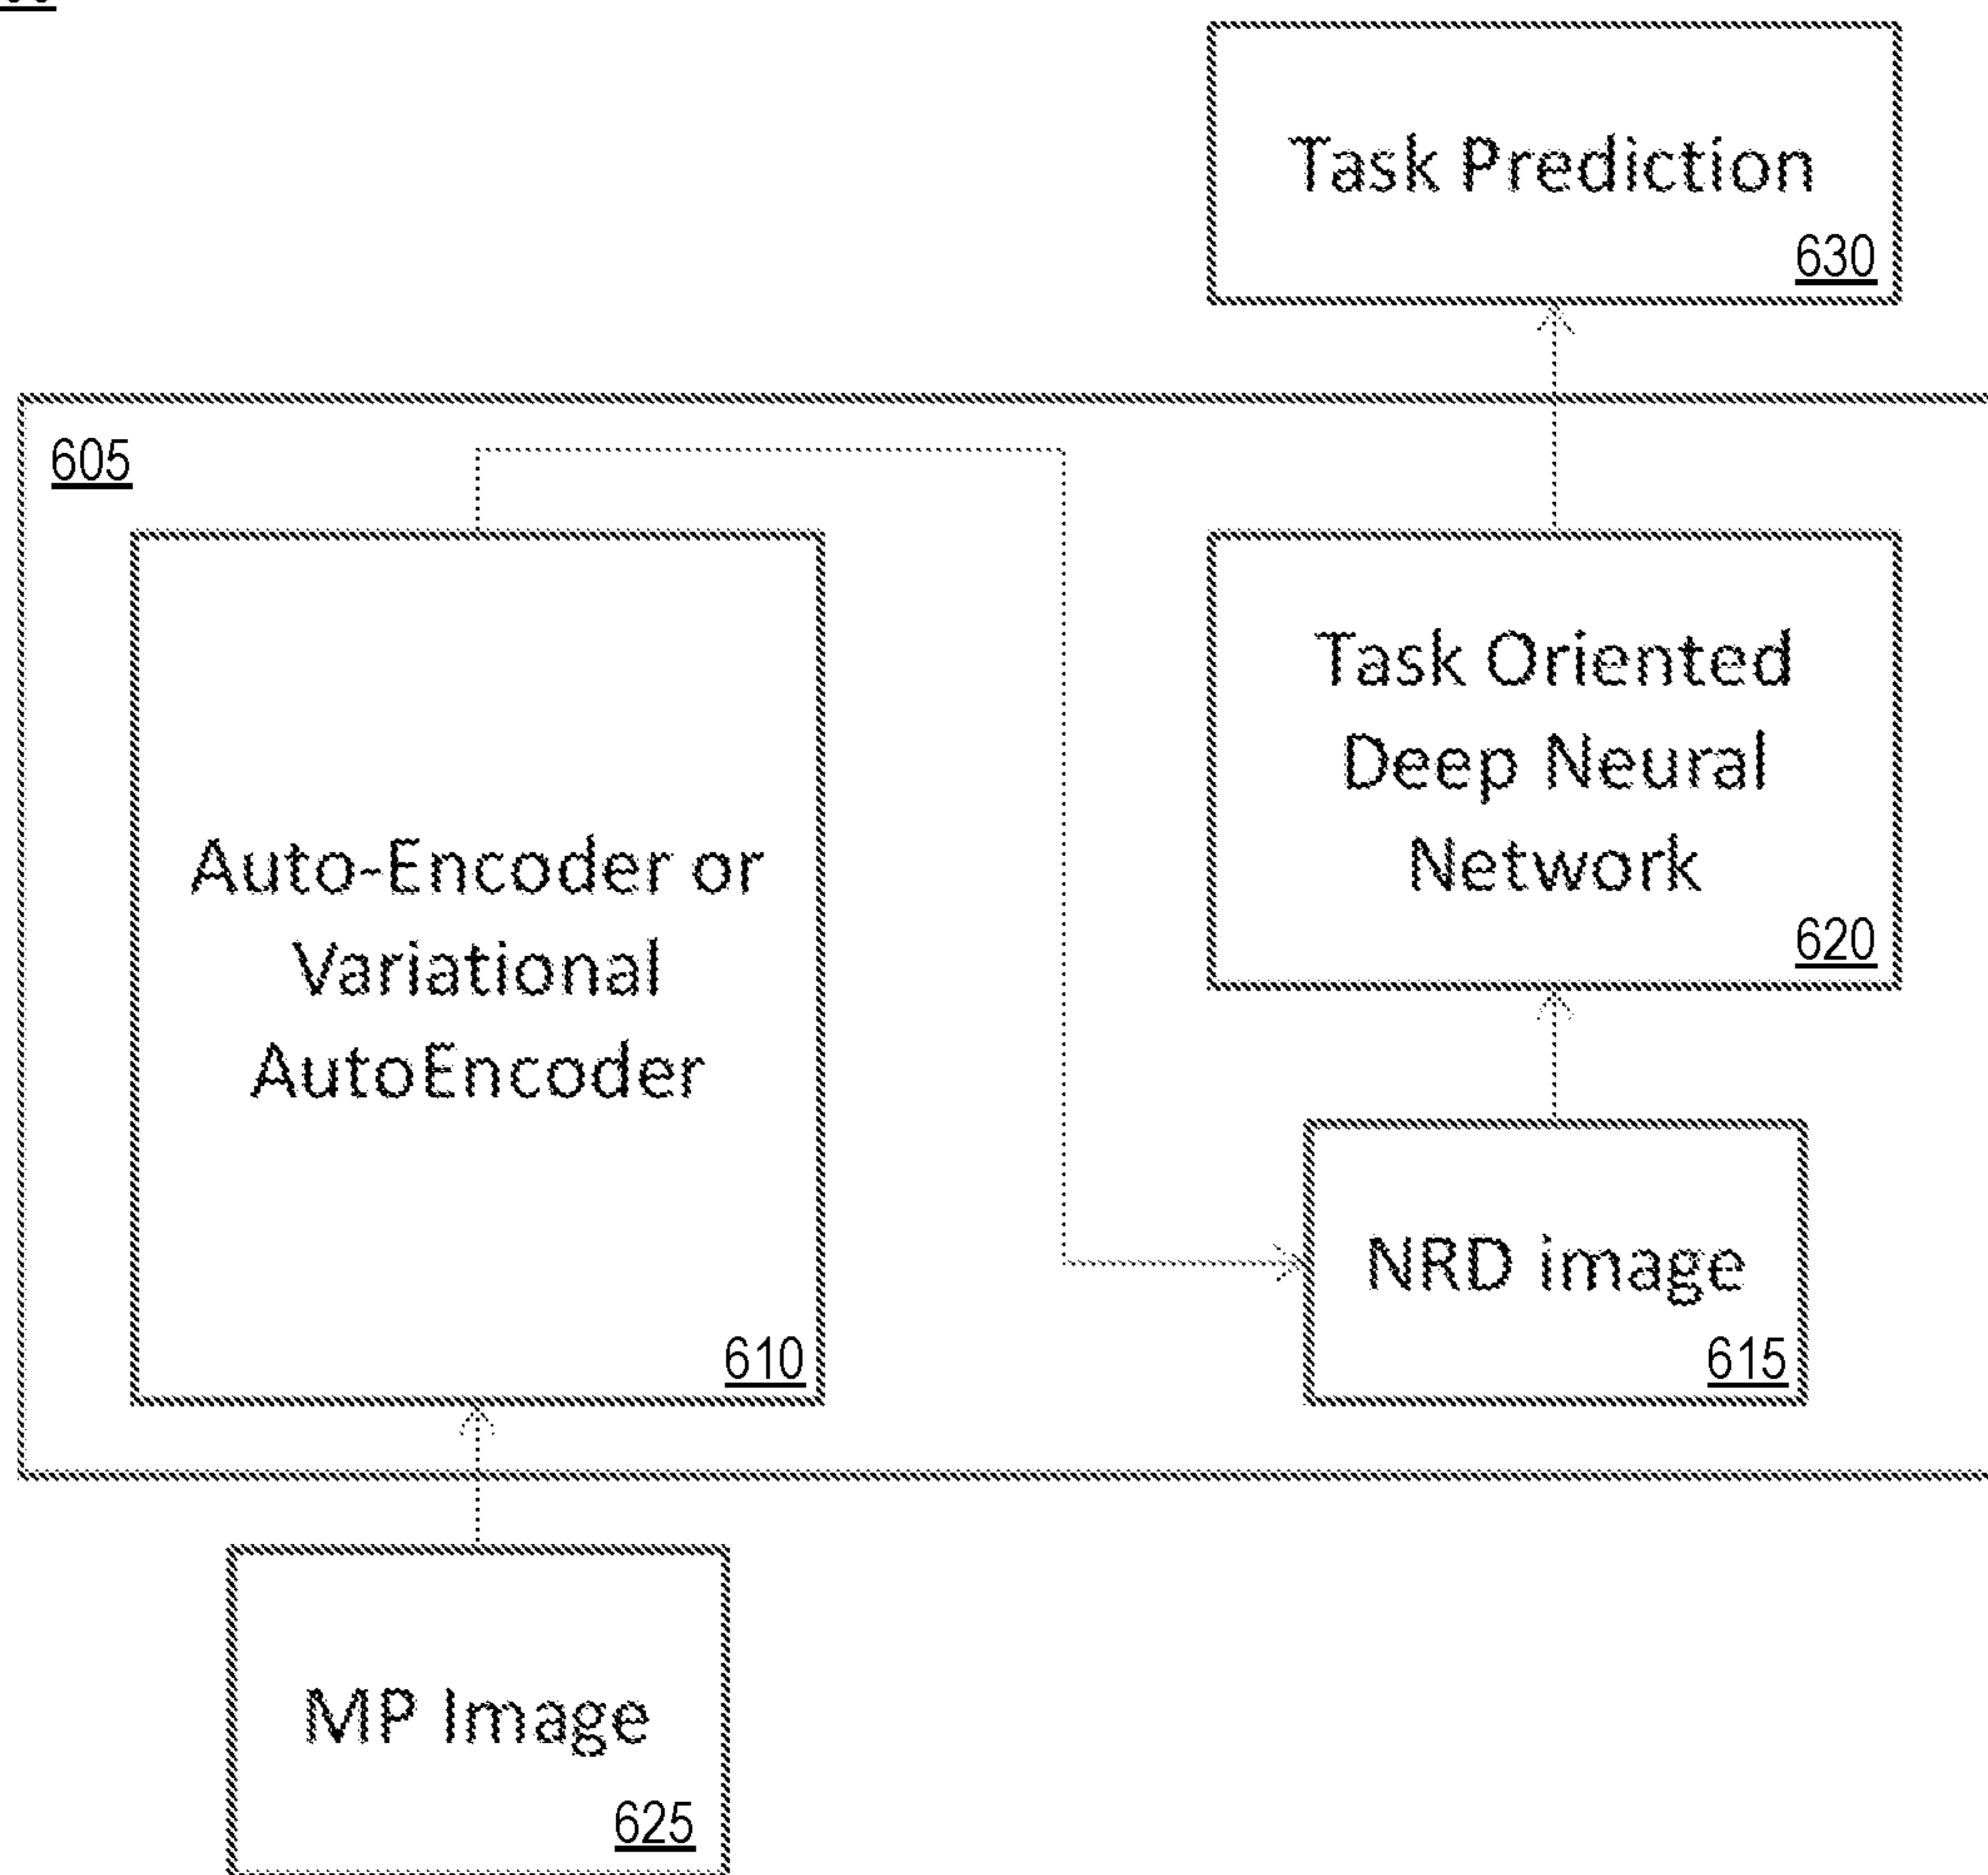 Task Prediction
630
605
Auto-Encoder or
Variational
AutoEncoder
610
Task Oriented
Deep Neural
Network
620
NRD image
615
MP Image
625